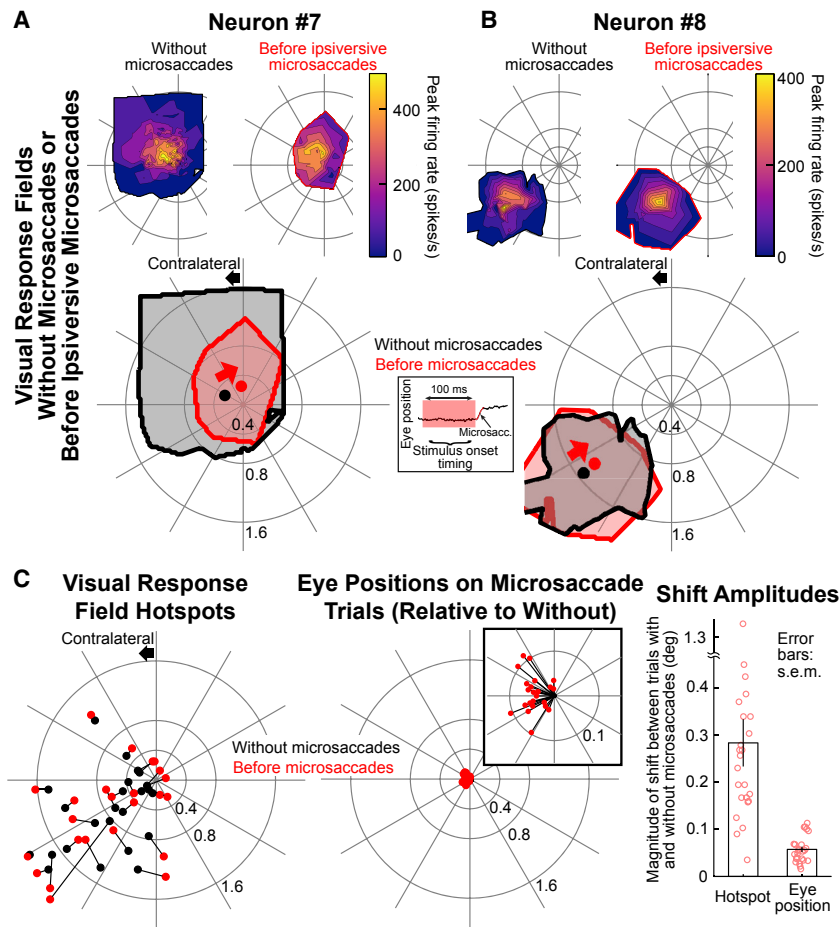 A
Neuron #7
Without
microsaccades
Before ipsiversive
microsaccades
400
200
0
Peak firing rate (spikes/s)
B
Neuron #8
Without
microsaccades
Before ipsiversive
microsaccades
400
200
0
Peak firing rate (spikes/s)
Visual Response Fields
Without Microsaccades or
Before Ipsiversive Microsaccades
Contralateral
0.4
0.8
1.6
Without microsaccades
Before microsaccades
100 ms
Eye position
Microsacc.
Stimulus onset
timing
Contralateral
0.4
0.8
1.6
C
Visual Response
Field Hotspots
Contralateral
0.4
0.8
1.6
Without microsaccades
Before microsaccades
Eye Positions on Microsaccade
Trials (Relative to Without)
0.1
0.4
0.8
1.6
Shift Amplitudes
Magnitude of shift between trials with
and without microsaccades (deg)
1.3
0.4
0.3
0.2
0.1
0
Error
bars:
s.e.m.
Hotspot
Eye
position